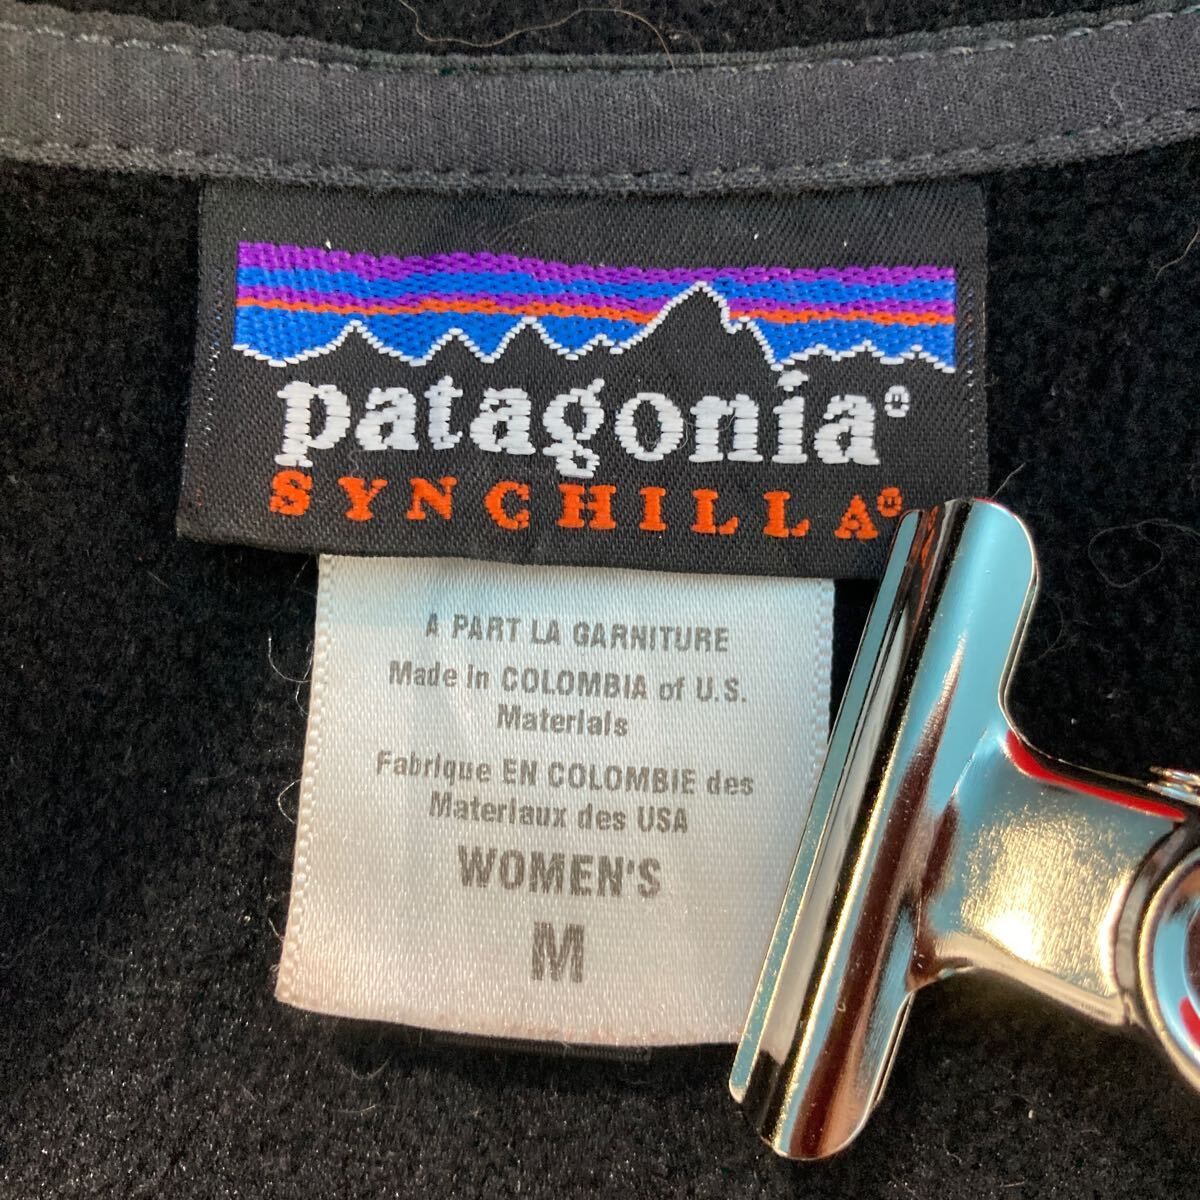 patagonia®
SYNCHILLA®
A PART LA GARNITURE
Made in COLOMBIA of U.S.
Materials
Fabrique EN COLOMBIE des
Materiaux des USA
WOMEN'S
M